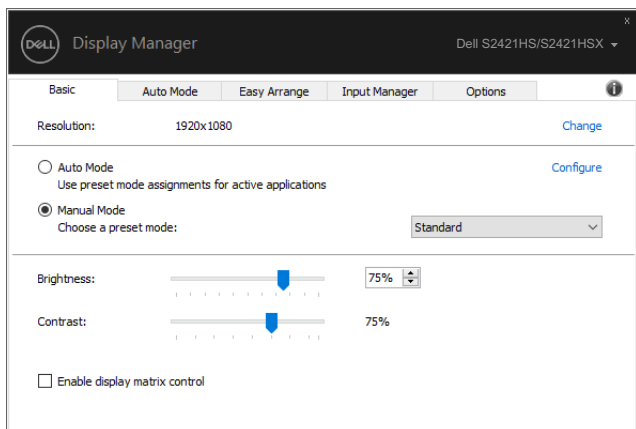 x
DELL Display Manager Dell S2421HS/S2421HSX
Basic Auto Mode Easy Arrange Input Manager Options i
Resolution: 1920x1080 Change
Auto Mode Configure
Use preset mode assignments for active applications
Manual Mode
Choose a preset mode: Standard
Brightness: 75%
Contrast: 75%
Enable display matrix control